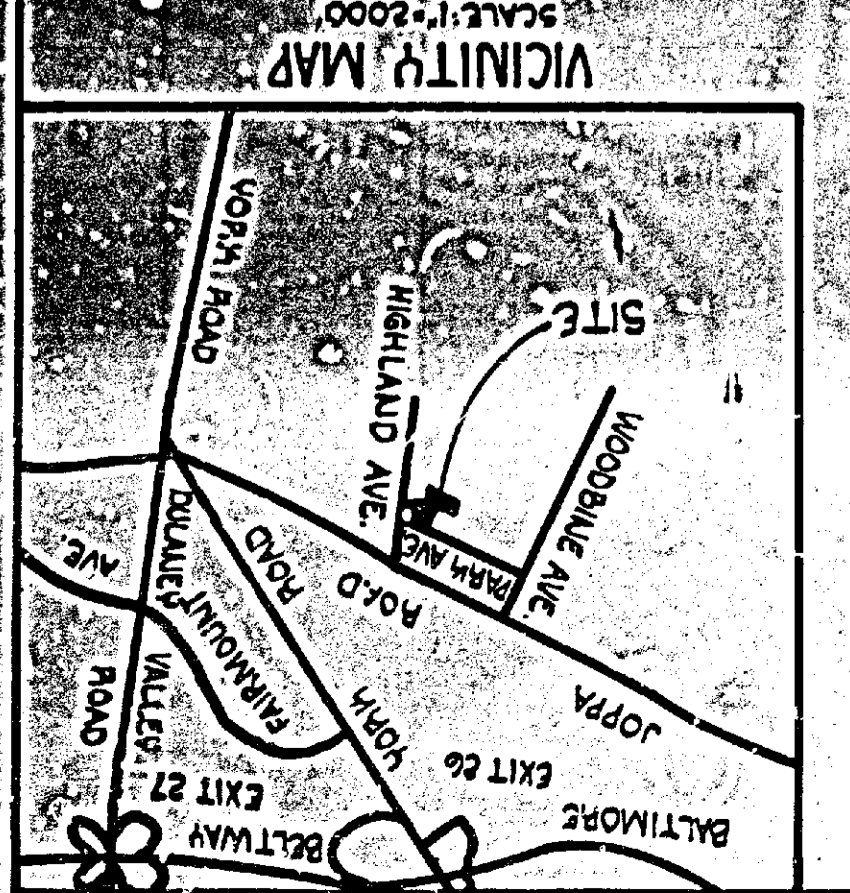 BALTIMORE
BELTWAY
EXIT 26
EXIT 27
JOPPA
ROAD
YORK
ROAD
DULANEY
VALLEY
ROAD
FAIRMOUNT
AVE.
WOODBINE AVE.
PARK AVE.
HIGHLAND AVE.
SITE
YORK ROAD
VICINITY MAP
SCALE:1"=2000'